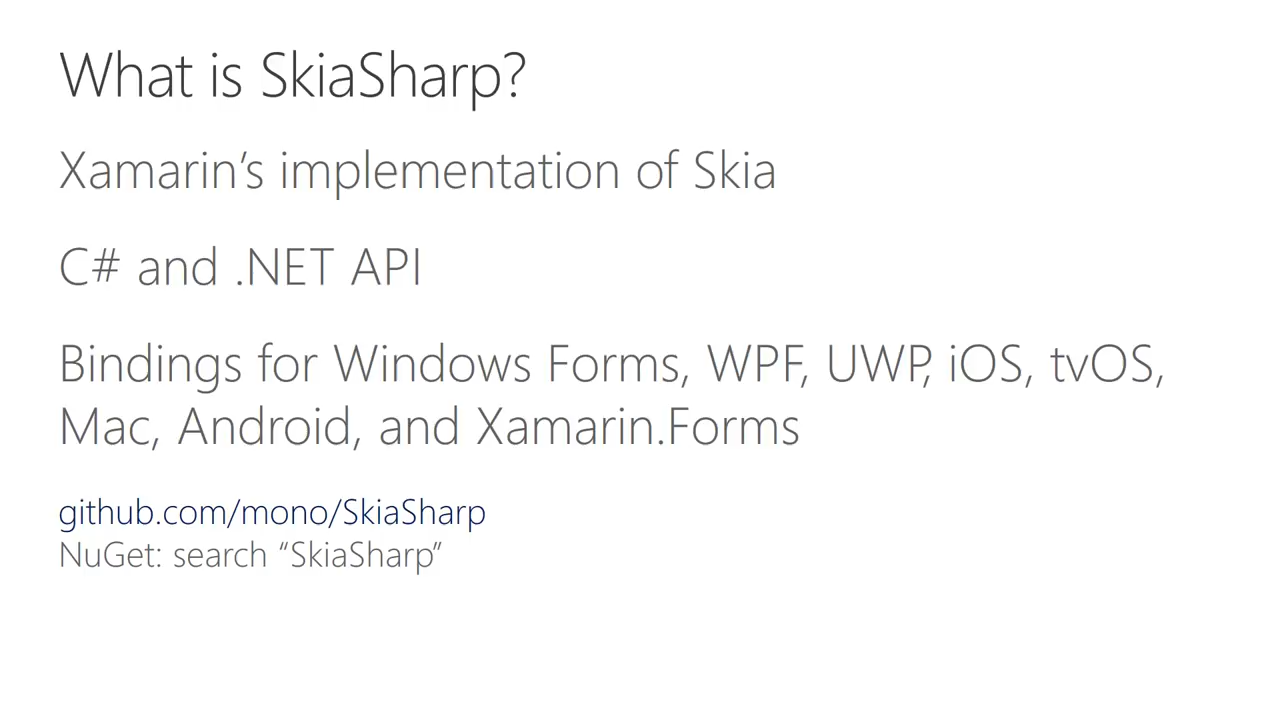 What is SkiaSharp?
Xamarin’s implementation of Skia
C# and .NET API
Bindings for Windows Forms, WPF, UWP, iOS, tvOS,
Mac, Android, and Xamarin.Forms
github.com/mono/SkiaSharp
NuGet: search “SkiaSharp”